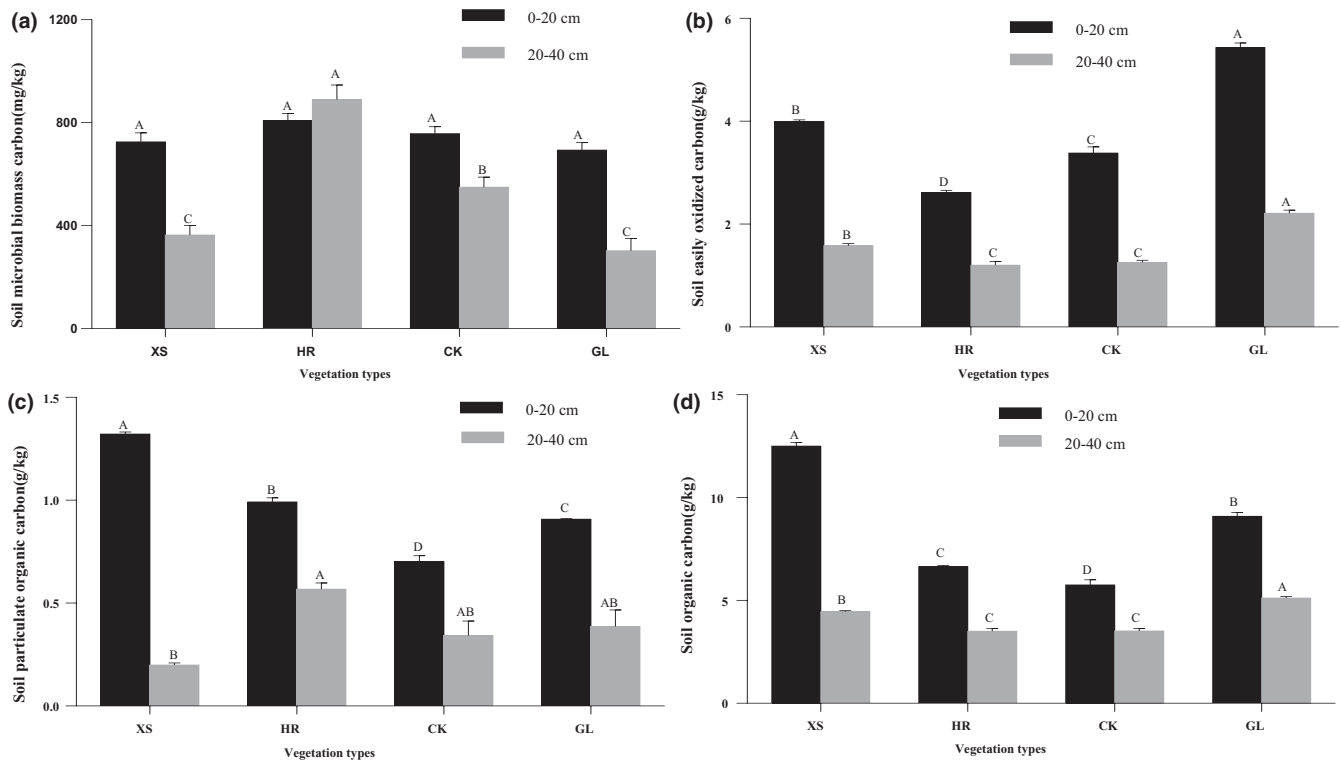 (a)
0-20 cm
20-40 cm
Soil microbial biomass carbon(mg/kg)
1200
800
400
0
A
C
A
A
A
B
A
C
XS
HR
CK
GL
Vegetation types
(b)
0-20 cm
20-40 cm
Soil easily oxidized carbon(g/kg)
6
4
2
0
B
B
D
C
C
C
A
A
XS
HR
CK
GL
Vegetation types
(c)
0-20 cm
20-40 cm
Soil particulate organic carbon(g/kg)
1.5
1.0
0.5
0.0
A
B
B
A
D
AB
C
AB
XS
HR
CK
GL
Vegetation types
(d)
0-20 cm
20-40 cm
Soil organic carbon(g/kg)
15
10
5
0
A
B
C
C
D
C
B
A
XS
HR
CK
GL
Vegetation types